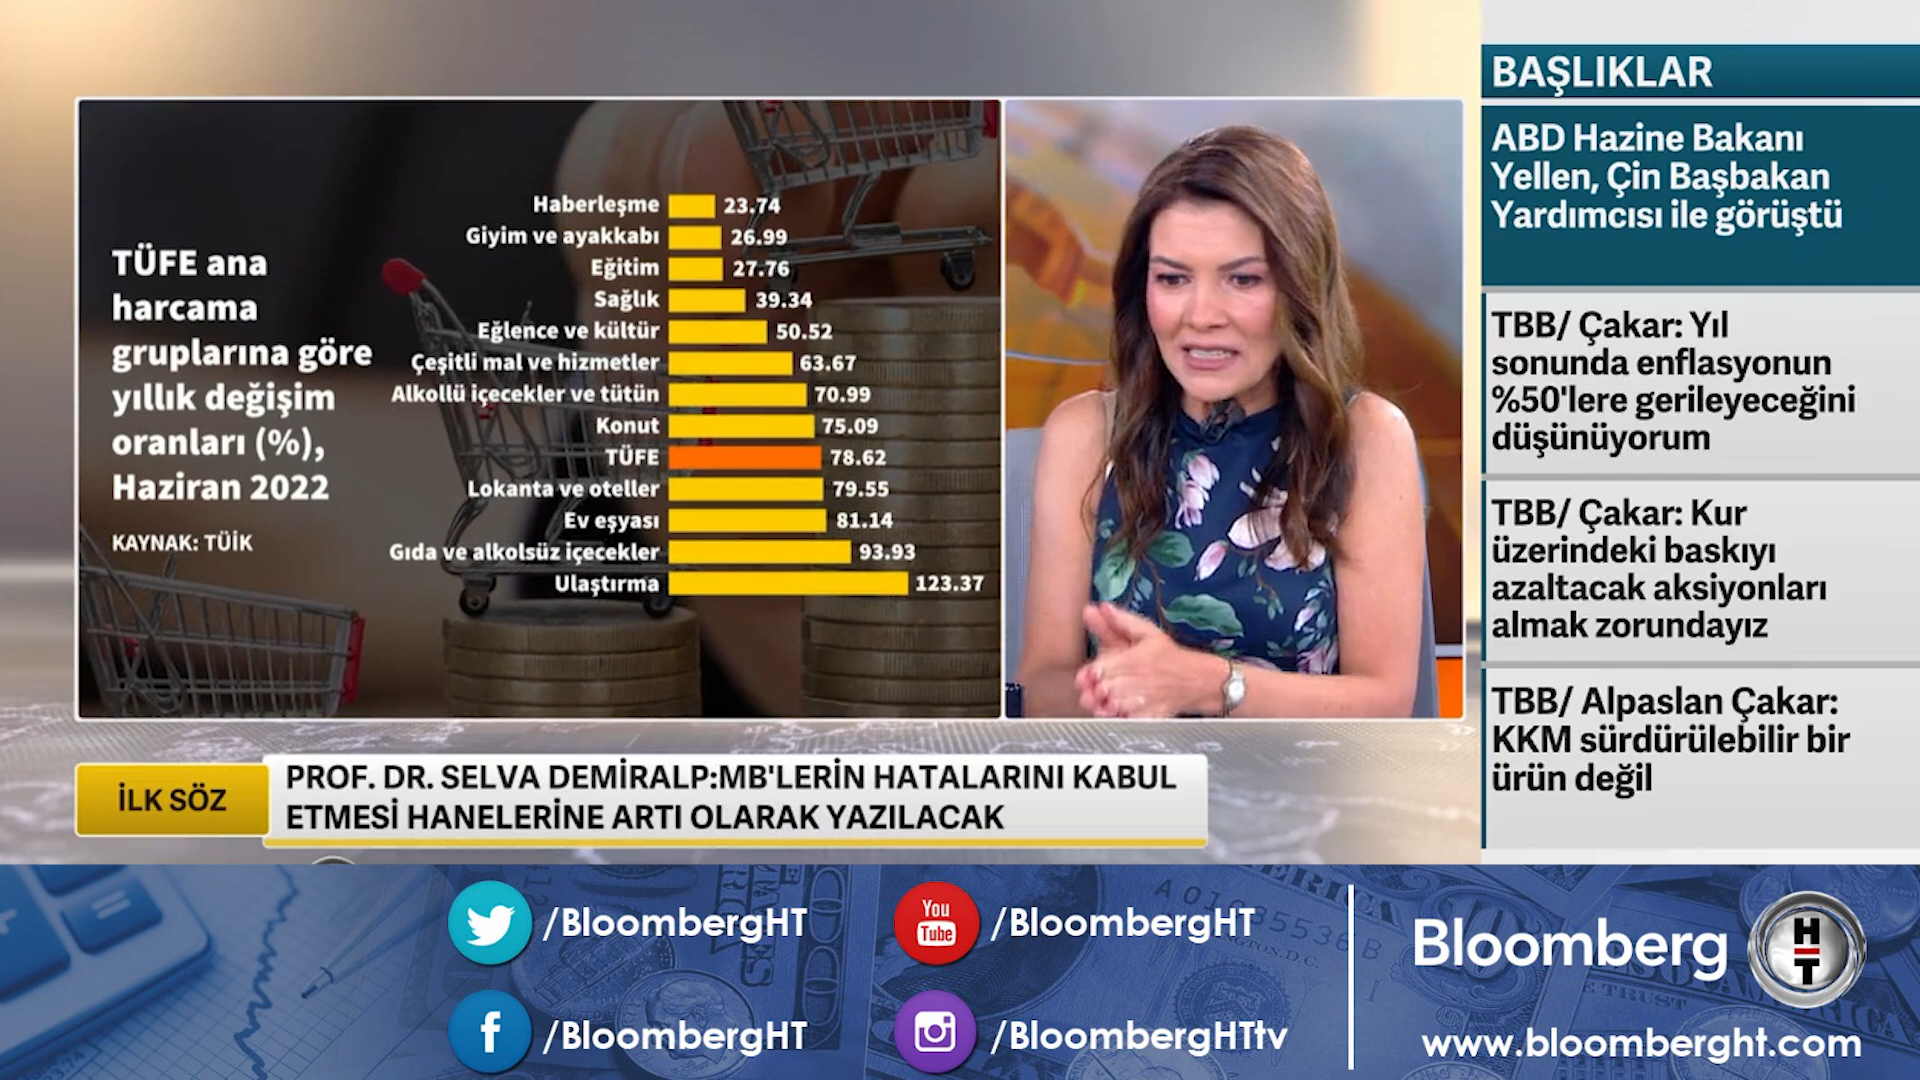 TÜFE ana
harcama
gruplarına göre
yıllık değişim
oranları (%),
Haziran 2022
KAYNAK: TÜİK
Haberleşme 23.74
Giyim ve ayakkabı 26.99
Eğitim 27.76
Sağlık 39.34
Eğlence ve kültür 50.52
Çeşitli mal ve hizmetler 63.67
Alkollü içecekler ve tütün 70.99
Konut 75.09
TÜFE 78.62
Lokanta ve oteller 79.55
Ev eşyası 81.14
Gıda ve alkolsüz içecekler 93.93
Ulaştırma 123.37
BAŞLIKLAR
ABD Hazine Bakanı
Yellen, Çin Başbakan
Yardımcısı ile görüştü
TBB/ Çakar: Yıl
sonunda enflasyonun
%50'lere gerileyeceğini
düşünüyorum
TBB/ Çakar: Kur
üzerindeki baskıyı
azaltacak aksiyonları
almak zorundayız
TBB/ Alpaslan Çakar:
KKM sürdürülebilir bir
ürün değil
İLK SÖZ
PROF. DR. SELVA DEMİRALP:MB'LERİN HATALARINI KABUL
ETMESİ HANELERİNE ARTI OLARAK YAZILACAK
/BloombergHT
You
Tube
/BloombergHT
f
/BloombergHT
/BloombergHTtv
Bloomberg
H
T
www.bloomberght.com